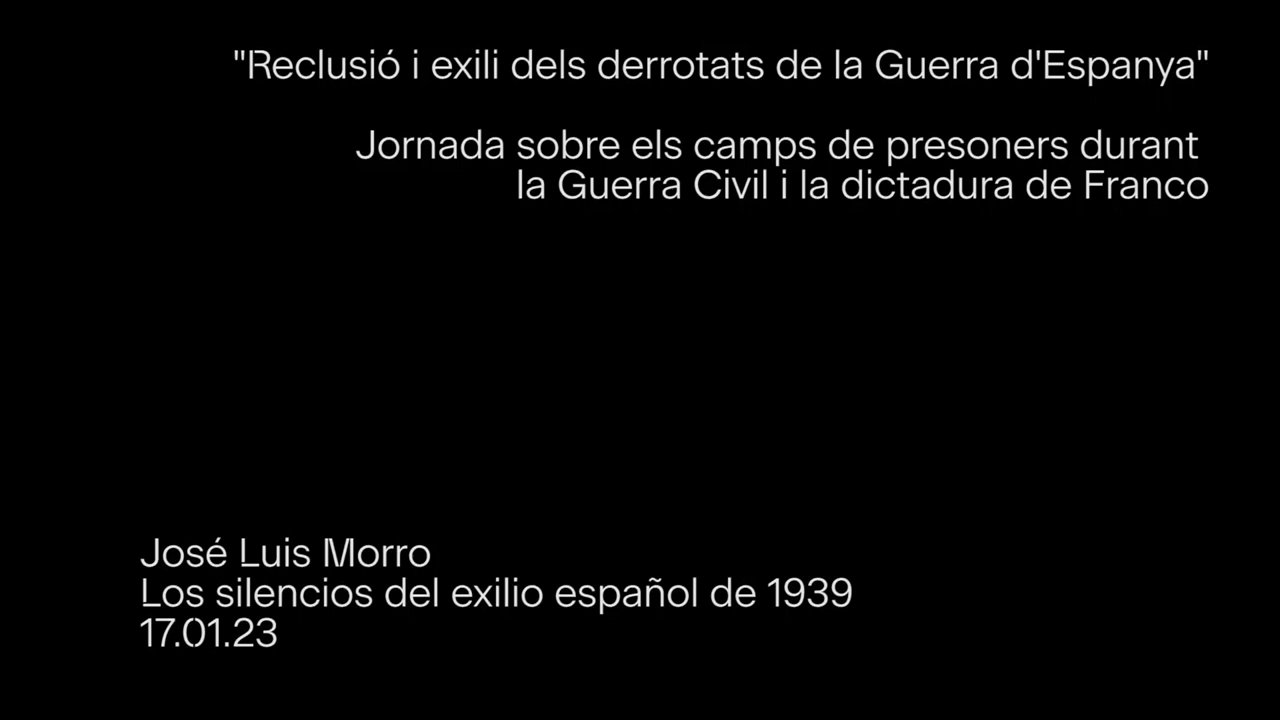 "Reclusió i exili dels derrotats de la Guerra d'Espanya"
Jornada sobre els camps de presoners durant
la Guerra Civil i la dictadura de Franco
José Luis Morro
Los silencios del exilio español de 1939
17.01.23